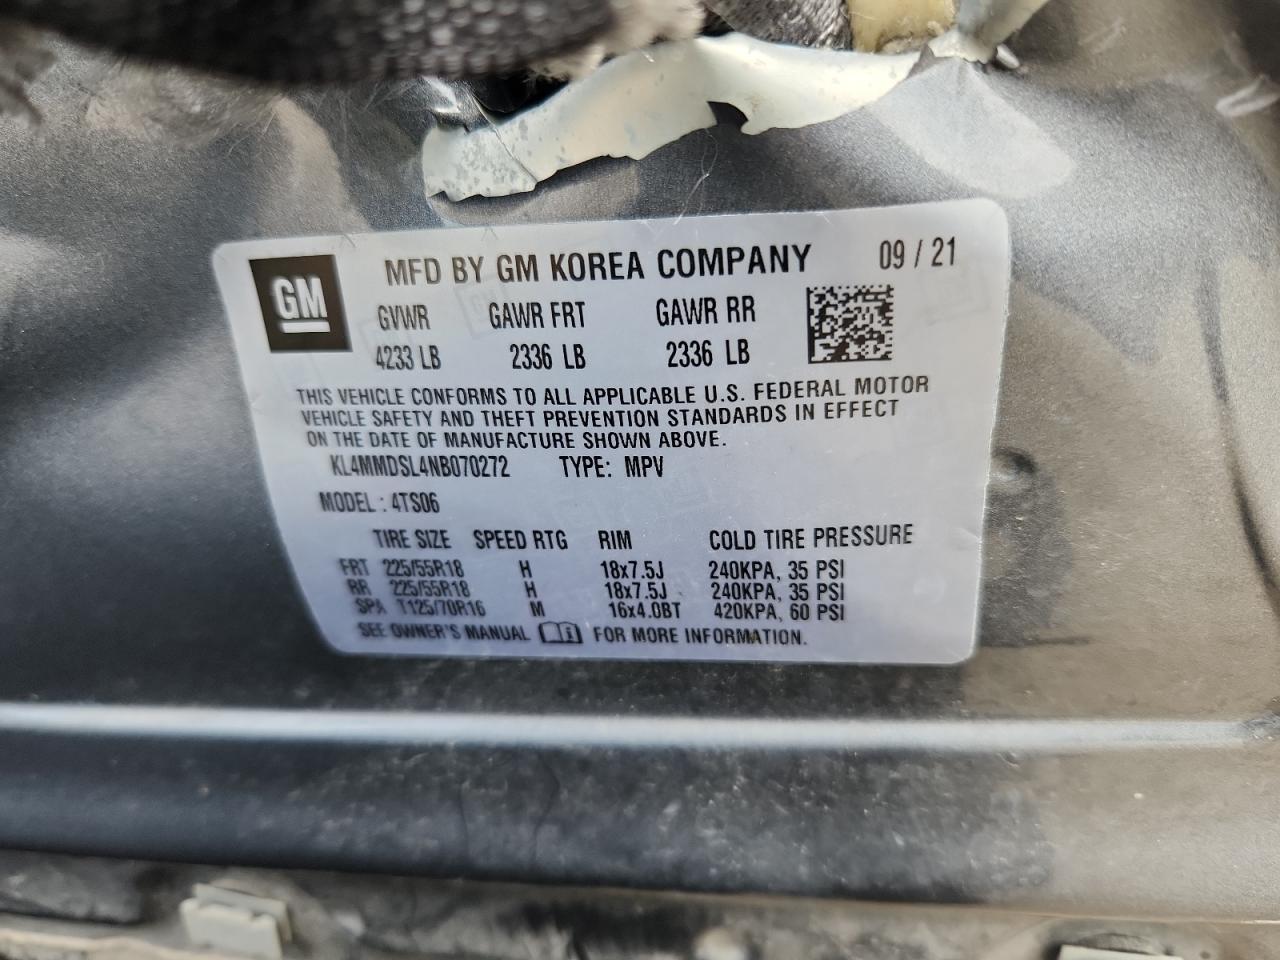 GM
MFD BY GM KOREA COMPANY 09 / 21
GVWR GAWR FRT GAWR RR
4233 LB 2336 LB 2336 LB
THIS VEHICLE CONFORMS TO ALL APPLICABLE U.S. FEDERAL MOTOR
VEHICLE SAFETY AND THEFT PREVENTION STANDARDS IN EFFECT
ON THE DATE OF MANUFACTURE SHOWN ABOVE.
KL4MMDSL4NB070272 TYPE: MPV
MODEL : 4TS06
TIRE SIZE SPEED RTG RIM COLD TIRE PRESSURE
FRT 225/55R18 H 18x7.5J 240KPA, 35 PSI
RR 225/55R18 H 18x7.5J 240KPA, 35 PSI
SPA T125/70R16 M 16x4.0BT 420KPA, 60 PSI
SEE OWNER'S MANUAL FOR MORE INFORMATION.